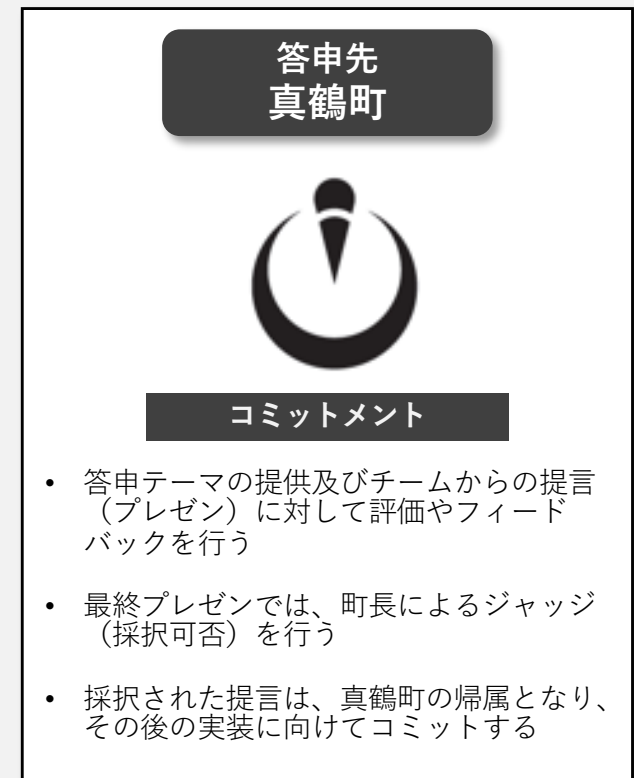 答申先
真鶴町
コミットメント
• 答申テーマの提供及びチームからの提言
（プレゼン）に対して評価やフィード
バックを行う
• 最終プレゼンでは、町長によるジャッジ
（採択可否）を行う
• 採択された提言は、真鶴町の帰属となり、
その後の実装に向けてコミットする